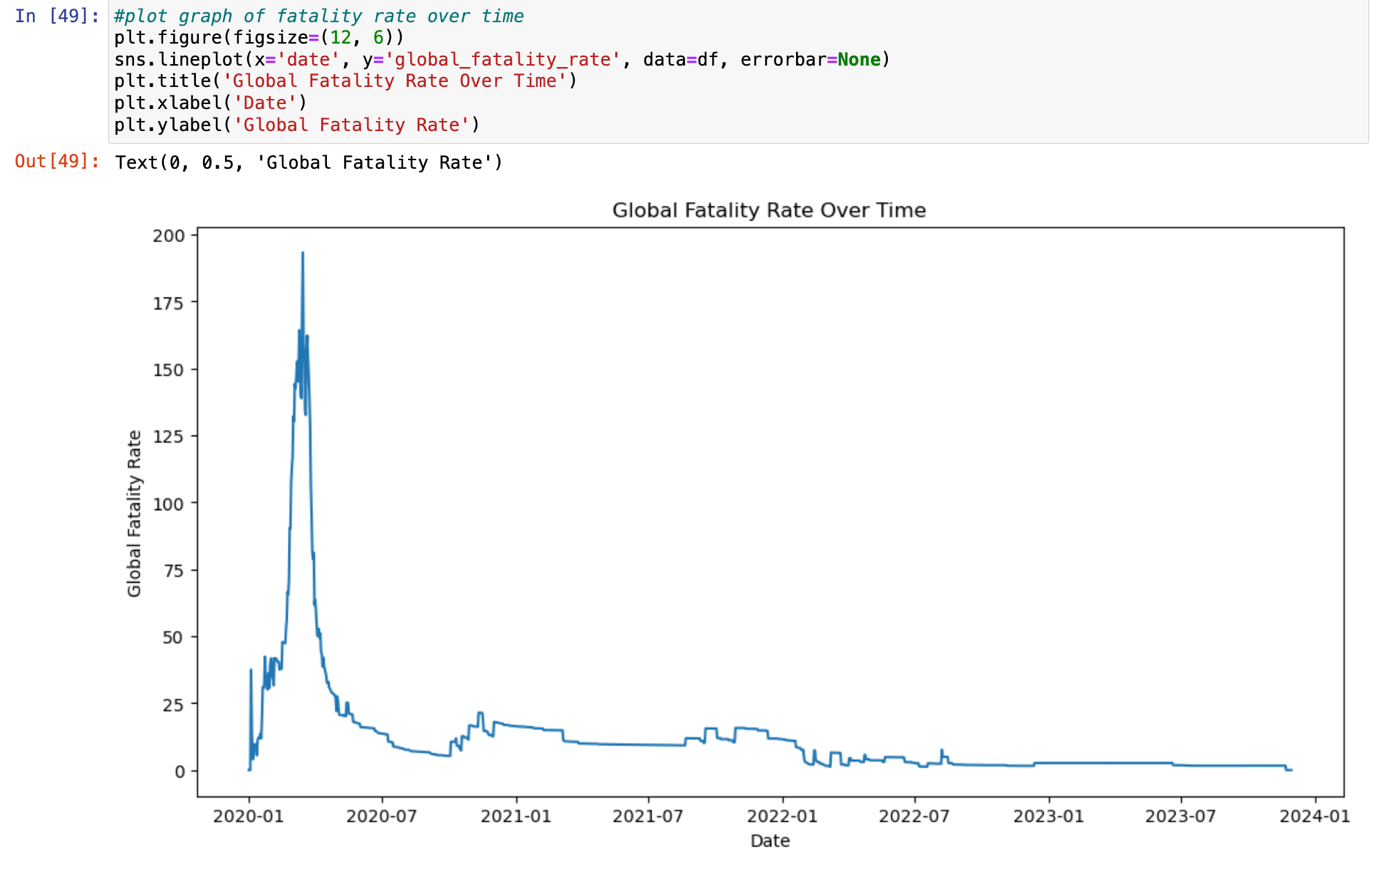 In [49]: #plot graph of fatality rate over time
plt.figure(figsize=(12, 6))
sns.lineplot(x='date', y='global_fatality_rate', data=df, errorbar=None)
plt.title('Global Fatality Rate Over Time')
plt.xlabel('Date')
plt.ylabel('Global Fatality Rate')
Out[49]: Text(0, 0.5, 'Global Fatality Rate')
Global Fatality Rate Over Time
200
175
150
125
100
75
50
25
0
Global Fatality Rate
2020-01 2020-07 2021-01 2021-07 2022-01 2022-07 2023-01 2023-07 2024-01
Date